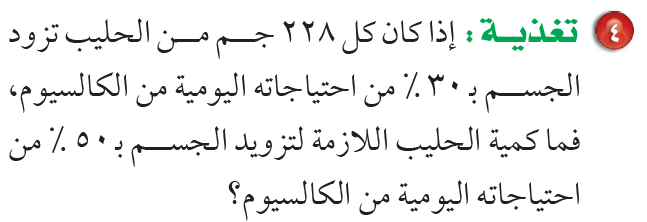 ٤ تغذية : إذا كان كل ٢٢٨ جم من الحليب تزود
الجسم بـ ٣٠ ٪ من احتياجاته اليومية من الكالسيوم،
فما كمية الحليب اللازمة لتزويد الجسم بـ ٥٠ ٪ من
احتياجاته اليومية من الكالسيوم؟